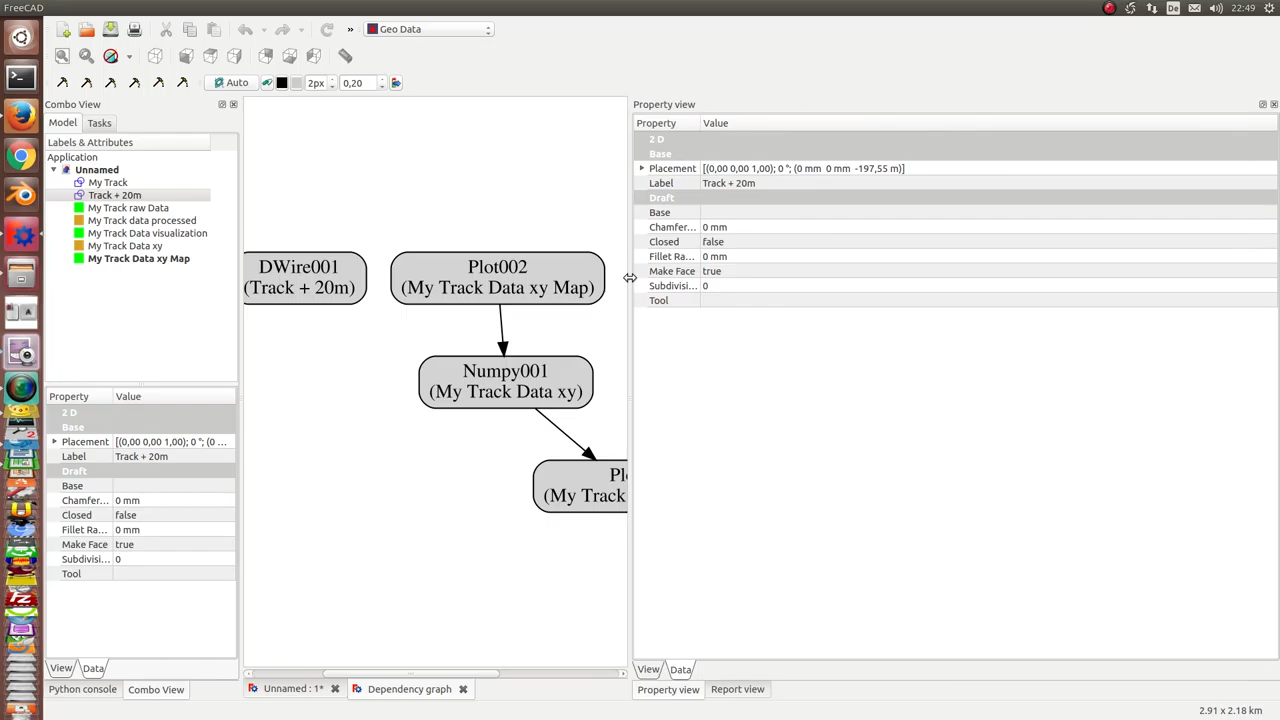 FreeCAD
De
22:49
»
Geo Data
Auto
2px
0,20
Combo View
Model
Tasks
Labels & Attributes
Application
Unnamed
My Track
Track + 20m
My Track raw Data
My Track data processed
My Track Data visualization
My Track Data xy
My Track Data xy Map
Property Value
2 D
Base
Placement [(0,00 0,00 1,00); 0 °; (0 ...
Label Track + 20m
Draft
Base
Chamfer... 0 mm
Closed false
Fillet Ra... 0 mm
Make Face true
Subdivisi... 0
Tool
View
Data
Python console
Combo View
DWire001
(Track + 20m)
Plot002
(My Track Data xy Map)
Numpy001
(My Track Data xy)
Plo
(My Track
Unnamed : 1*
Dependency graph
Property view
Property Value
2 D
Base
Placement [(0,00 0,00 1,00); 0 °; (0 mm 0 mm -197,55 m)]
Label Track + 20m
Draft
Base
Chamfer... 0 mm
Closed false
Fillet Ra... 0 mm
Make Face true
Subdivisi... 0
Tool
View
Data
Property view
Report view
2.91 x 2.18 km